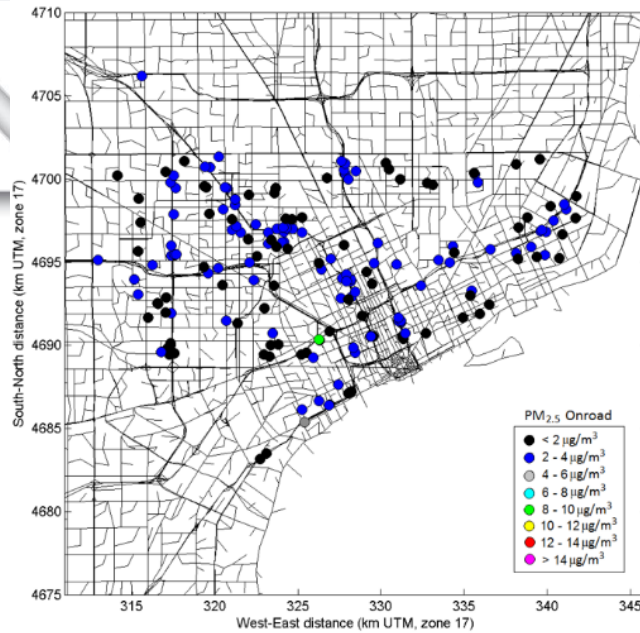 4710
4705
4700
4695
4690
4685
4680
4675
South-North distance (km UTM, zone 17)
315 320 325 330 335 340 345
West-East distance (km UTM, zone 17)
PM2.5 Onroad
< 2 µg/m³
2 - 4 µg/m³
4 - 6 µg/m³
6 - 8 µg/m³
8 - 10 µg/m³
10 - 12 µg/m³
12 - 14 µg/m³
> 14 µg/m³